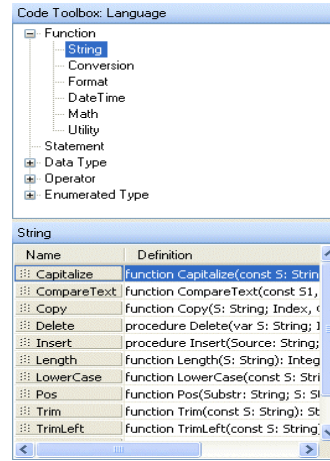 Code Toolbox: Language
Function
String
Conversion
Format
DateTime
Math
Utility
Statement
Data Type
Operator
Enumerated Type
String
Name Definition
Capitalize function Capitalize(const S: Strin
CompareText function CompareText(const S1,
Copy function Copy(S: String; Index,
Delete procedure Delete(var S: String; I
Insert procedure Insert(Source: String;
Length function Length(S: String): Integ
LowerCase function LowerCase(const S: Stri
Pos function Pos(Substr: String; S: St
Trim function Trim(const S: String): St
TrimLeft function TrimLeft(const S: String